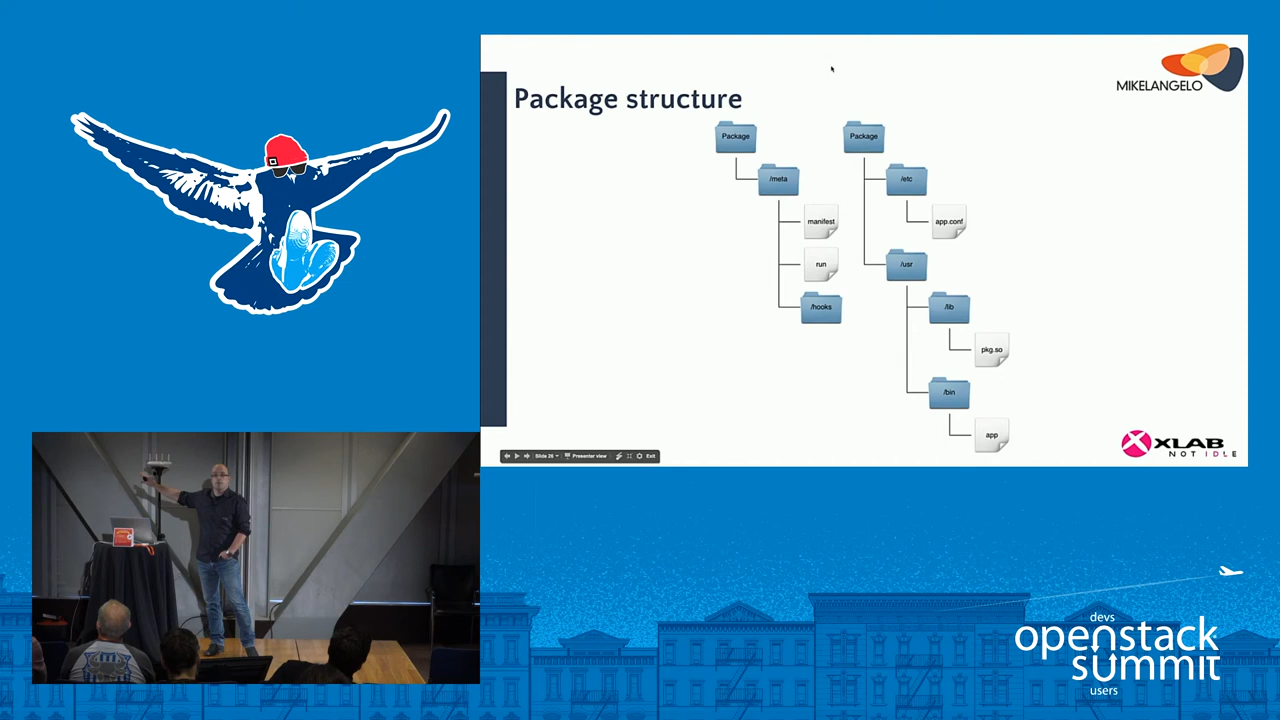 MIKELANGELO
Package structure
Package
/meta
manifest
run
/hooks
Package
/etc
app.conf
/usr
/lib
pkg.so
/bin
app
Slide 26
Presenter view
Exit
XLAB
NOT IDLE
devs
openstack
summit
users